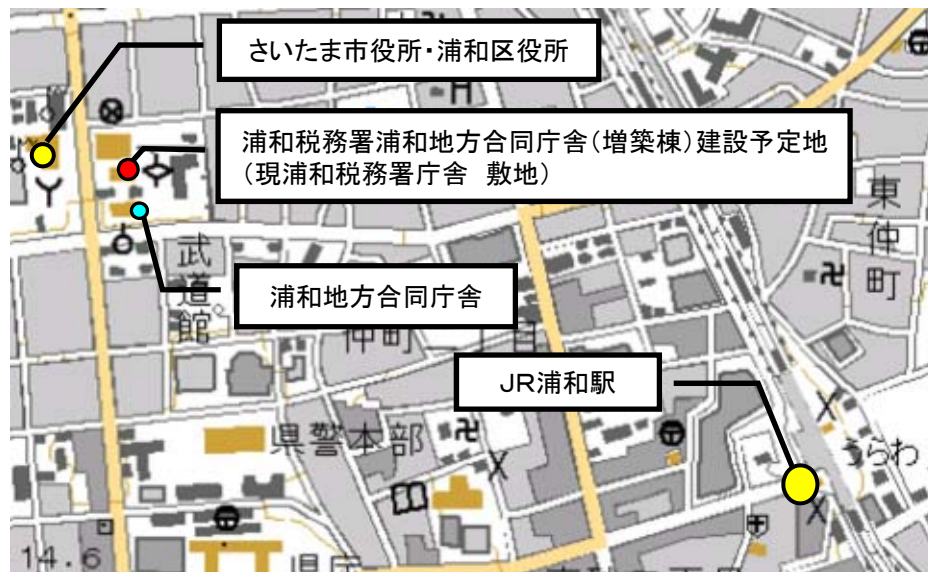 さいたま市役所・浦和区役所
浦和税務署浦和地方合同庁舎(増築棟)建設予定地
(現浦和税務署庁舎 敷地)
東仲町
武道館
浦和地方合同庁舎
JR浦和駅
県警本部
うらわ
14.6